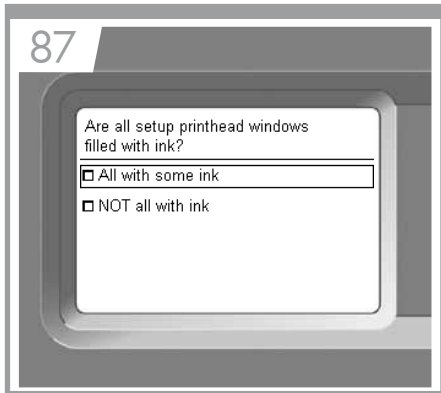 87
Are all setup printhead windows
filled with ink?
All with some ink
NOT all with ink